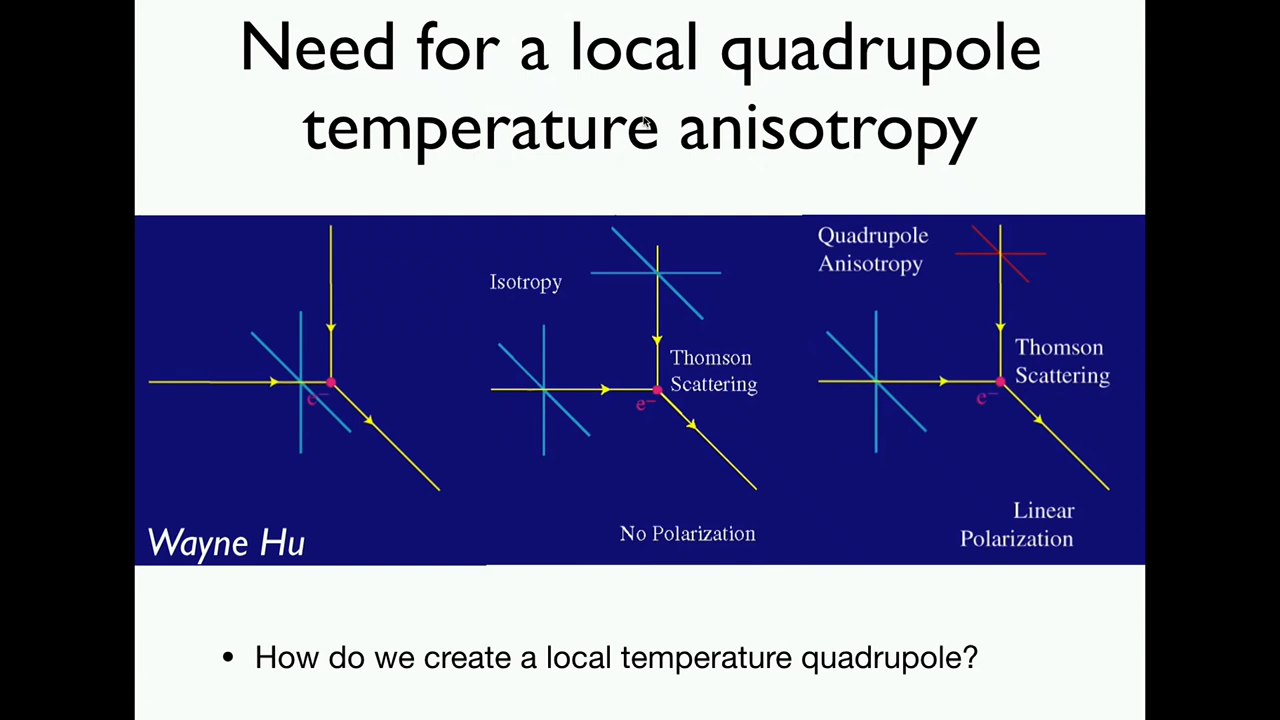 Need for a local quadrupole
temperature anisotropy
e⁻
Wayne Hu
Isotropy
Thomson
Scattering
e⁻
No Polarization
Quadrupole
Anisotropy
Thomson
Scattering
e⁻
Linear
Polarization
• How do we create a local temperature quadrupole?